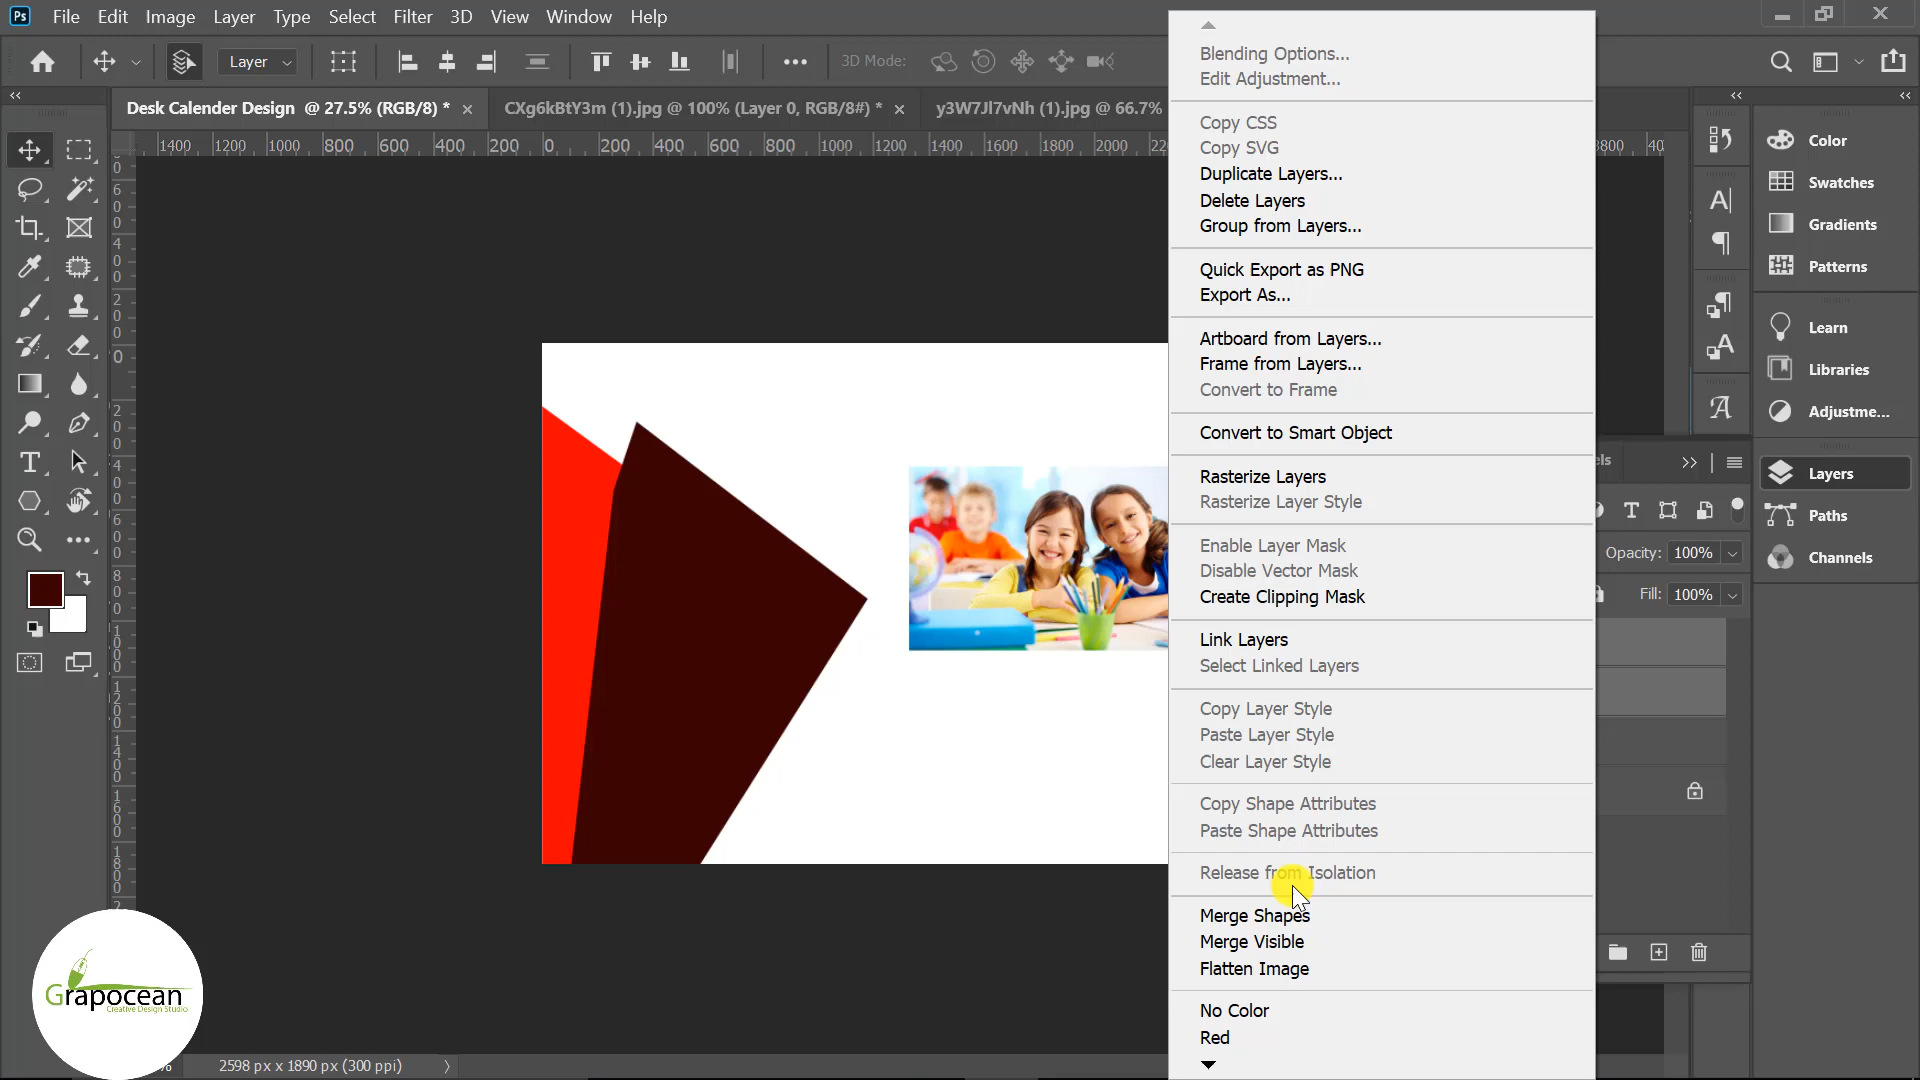 Ps File Edit Image Layer Type Select Filter 3D View Window Help
Layer 3D Mode:
Desk Calender Design @ 27.5% (RGB/8) * CXg6kBtY3m (1).jpg @ 100% (Layer 0, RGB/8#) * y3W7Jl7vNh (1).jpg @ 66.7%
1400 1200 1000 800 600 400 200 0 200 400 600 800 1000 1200 1400 1600 1800 2000 3800
Blending Options...
Edit Adjustment...
Copy CSS
Copy SVG
Duplicate Layers...
Delete Layers
Group from Layers...
Quick Export as PNG
Export As...
Artboard from Layers...
Frame from Layers...
Convert to Frame
Convert to Smart Object
Rasterize Layers
Rasterize Layer Style
Enable Layer Mask
Disable Vector Mask
Create Clipping Mask
Link Layers
Select Linked Layers
Copy Layer Style
Paste Layer Style
Clear Layer Style
Copy Shape Attributes
Paste Shape Attributes
Release from Isolation
Merge Shapes
Merge Visible
Flatten Image
No Color
Red
Color
Swatches
Gradients
Patterns
Learn
Libraries
Adjustme...
Layers
Paths
Channels
Opacity: 100%
Fill: 100%
Grapocean
Creative Design Studio
2598 px x 1890 px (300 ppi)